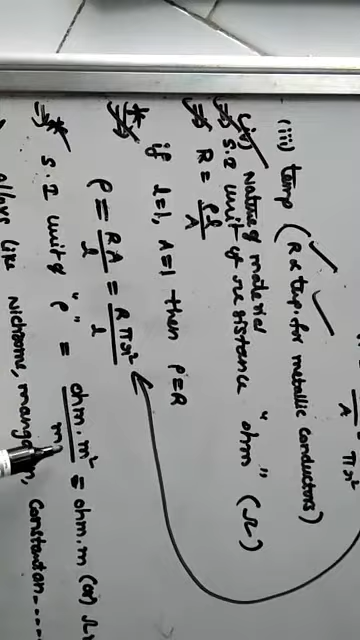 A = πr²
(iii) temp (R ∝ temp. for metallic conductors)
(iv) Nature of material
⇒ S.I unit of resistance "ohm" (Ω)
⇒ R = ρl/A
* if l=1, A=1 then ρ=R
ρ = RA/l = Rπr²/l
⇒ * S.I unit of "ρ" = ohm.m²/m = ohm.m (or) Ω
alloys like Nichrome, Constantan....